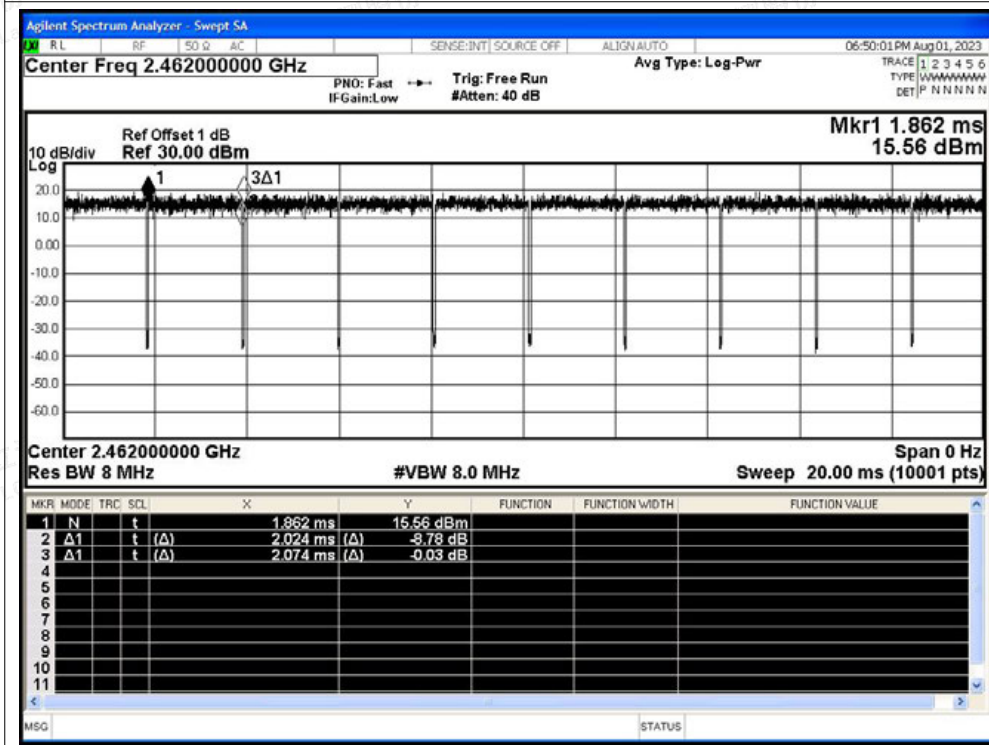 Agilent Spectrum Analyzer - Swept SA
RL RF 50 Ω AC SENSE:INT SOURCE OFF ALIGN AUTO 06:50:01 PM Aug 01, 2023
Center Freq 2.462000000 GHz Avg Type: Log-Pwr TRACE 1 2 3 4 5 6
PNO: Fast Trig: Free Run TYPE WWWWWW
IFGain:Low #Atten: 40 dB DET P N N N N N
Mkr1 1.862 ms
Ref Offset 1 dB
10 dB/div Ref 30.00 dBm 15.56 dBm
Log
1 3Δ1
20.0
10.0
0.00
-10.0
-20.0
-30.0
-40.0
-50.0
-60.0
Center 2.462000000 GHz Span 0 Hz
Res BW 8 MHz #VBW 8.0 MHz Sweep 20.00 ms (10001 pts)
MKR MODE TRC SCL X Y FUNCTION FUNCTION WIDTH FUNCTION VALUE
1 N t 1.862 ms 15.56 dBm
2 Δ1 t (Δ) 2.024 ms (Δ) -8.78 dB
3 Δ1 t (Δ) 2.074 ms (Δ) -0.03 dB
4
5
6
7
8
9
10
11
MSG STATUS